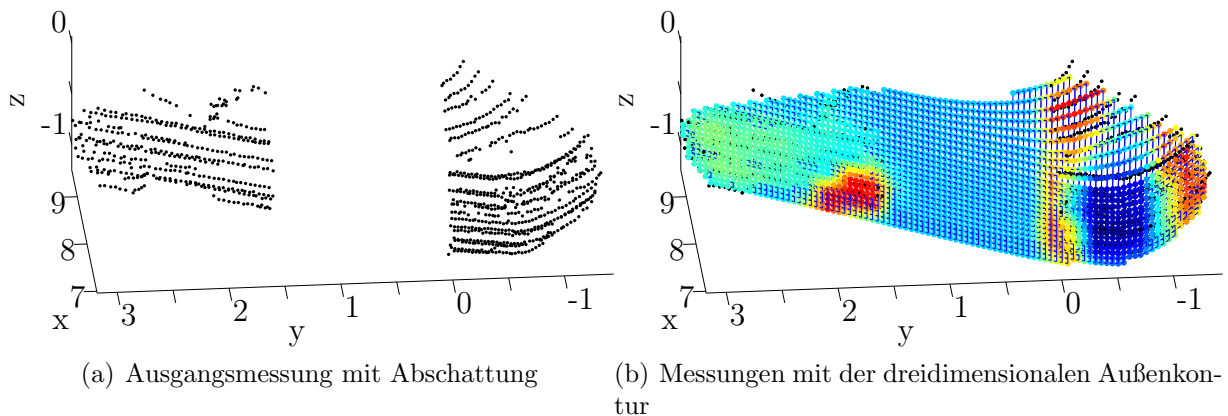 0
z
-1
9
8
7
x
3
2
1
0
-1
y
0
z
-1
9
8
7
x
3
2
1
0
-1
y
(a) Ausgangsmessung mit Abschattung
(b) Messungen mit der dreidimensionalen Außenkon-
tur